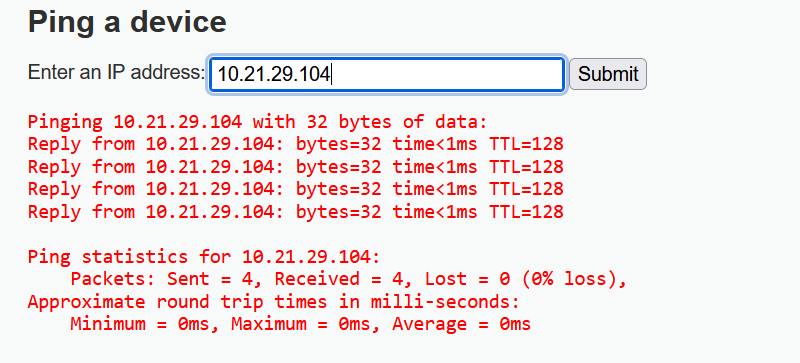 Ping a device
Enter an IP address: 10.21.29.104 Submit
Pinging 10.21.29.104 with 32 bytes of data:
Reply from 10.21.29.104: bytes=32 time<1ms TTL=128
Reply from 10.21.29.104: bytes=32 time<1ms TTL=128
Reply from 10.21.29.104: bytes=32 time<1ms TTL=128
Reply from 10.21.29.104: bytes=32 time<1ms TTL=128
Ping statistics for 10.21.29.104:
Packets: Sent = 4, Received = 4, Lost = 0 (0% loss),
Approximate round trip times in milli-seconds:
Minimum = 0ms, Maximum = 0ms, Average = 0ms